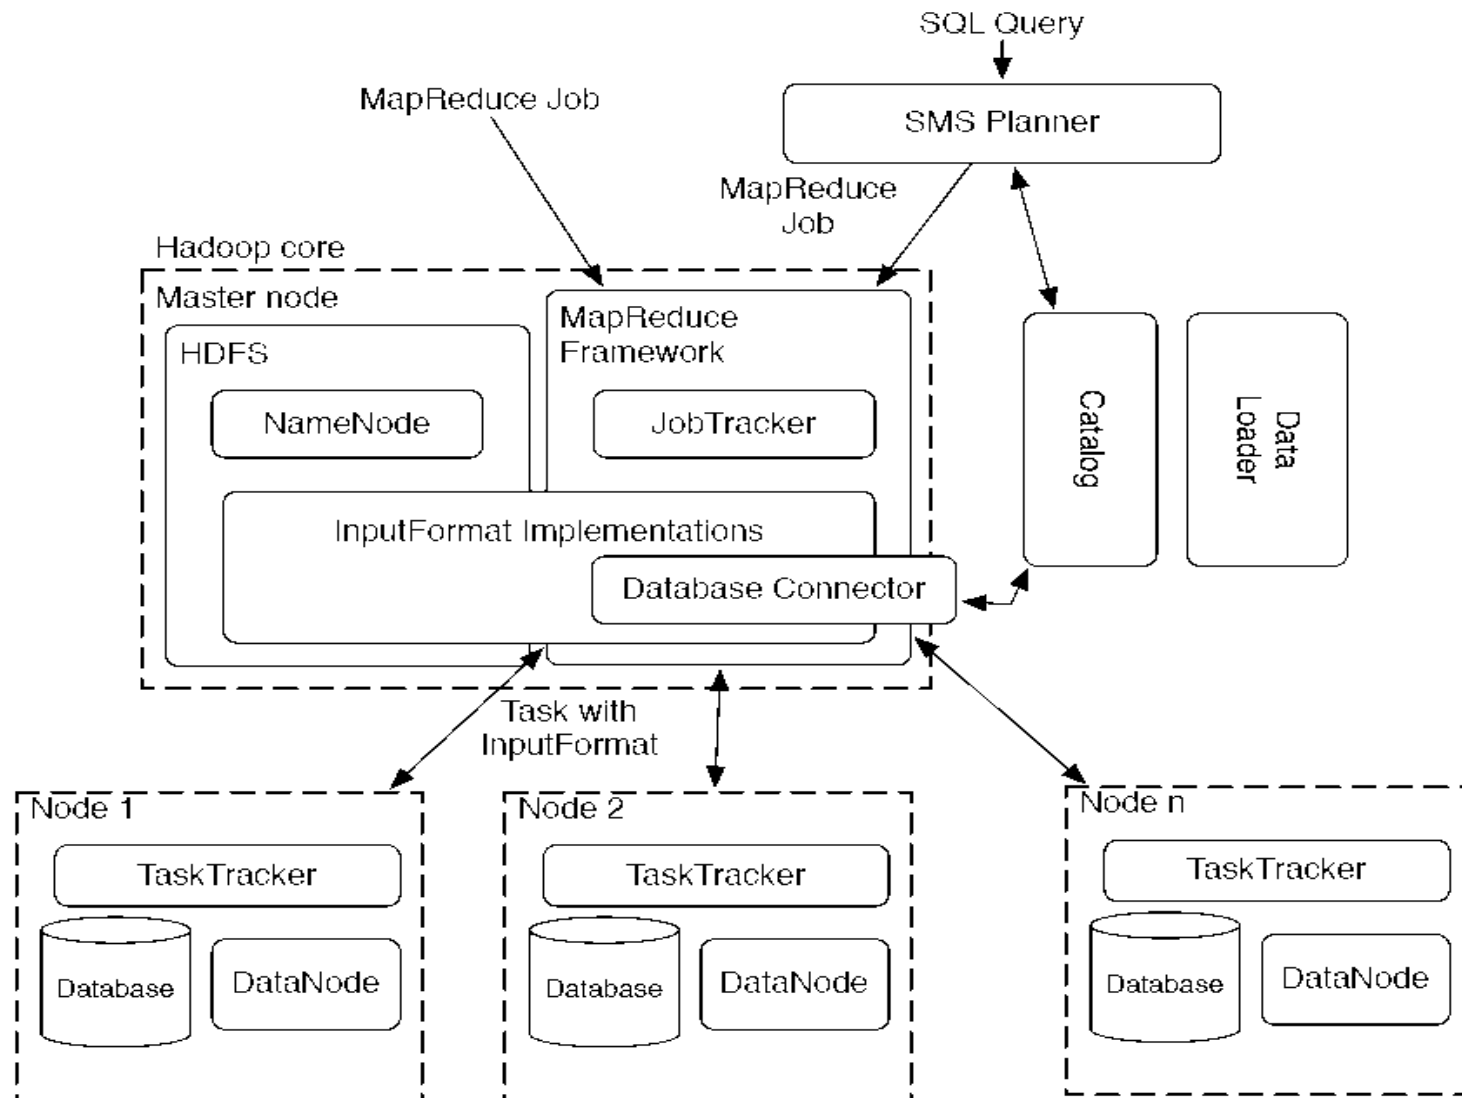 SQL Query
SMS Planner
MapReduce Job
MapReduce
Job
Hadoop core
Master node
HDFS
NameNode
MapReduce
Framework
JobTracker
InputFormat Implementations
Database Connector
Catalog
Data
Loader
Task with
InputFormat
Node 1
TaskTracker
Database
DataNode
Node 2
TaskTracker
Database
DataNode
Node n
TaskTracker
Database
DataNode